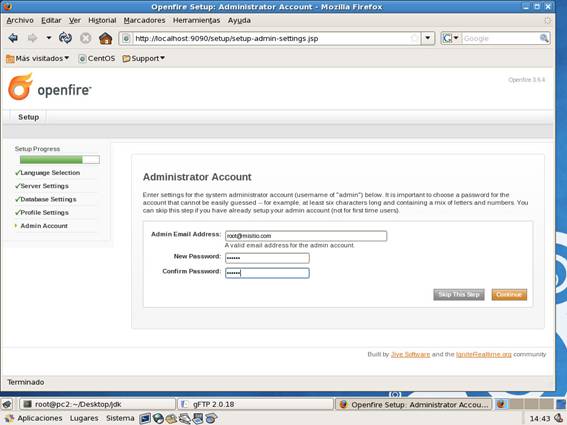 Openfire Setup: Administrator Account - Mozilla Firefox
Archivo Editar Ver Historial Marcadores Herramientas Ayuda
http://localhost:9090/setup/setup-admin-settings.jsp
Google
Más visitados CentOS Support
openfire
Openfire 3.6.4
Setup
Setup Progress
Language Selection
Server Settings
Database Settings
Profile Settings
Admin Account
Administrator Account
Enter settings for the system administrator account (username of "admin") below. It is important to choose a password for the
account that cannot be easily guessed -- for example, at least six characters long and containing a mix of letters and numbers. You
can skip this step if you have already setup your admin account (not for first time users).
Admin Email Address: root@misitio.com
A valid email address for the admin account.
New Password: ••••••
Confirm Password: ••••••
Skip This Step Continue
Built by Jive Software and the IgniteRealtime.org community
Terminado
root@pc2:~/Desktop/jdk gFTP 2.0.18 Openfire Setup: Administrator Accou...
Aplicaciones Lugares Sistema 14:43